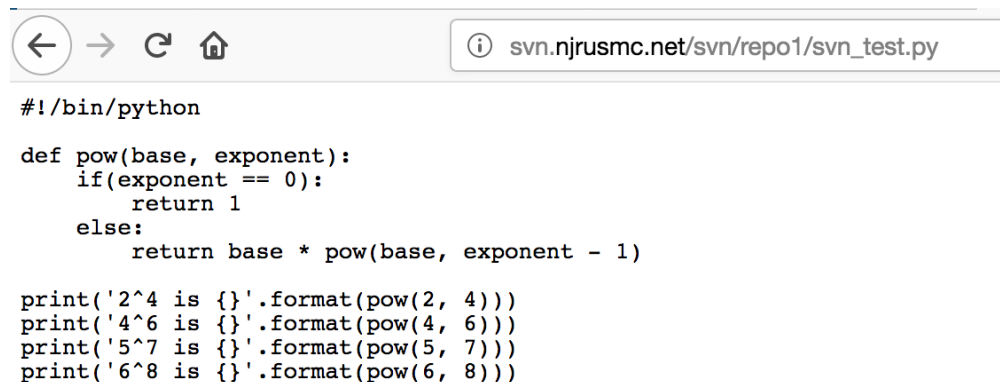 svn.njrusmc.net/svn/repo1/svn_test.py
#!/bin/python
def pow(base, exponent):
    if(exponent == 0):
        return 1
    else:
        return base * pow(base, exponent - 1)
print('2^4 is {}'.format(pow(2, 4)))
print('4^6 is {}'.format(pow(4, 6)))
print('5^7 is {}'.format(pow(5, 7)))
print('6^8 is {}'.format(pow(6, 8)))